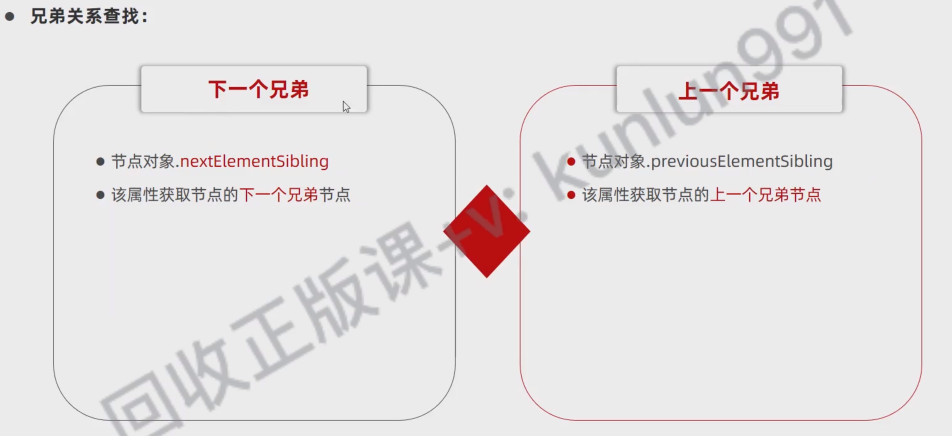 兄弟关系查找：
下一个兄弟
节点对象.nextElementSibling
该属性获取节点的下一个兄弟节点
上一个兄弟
节点对象.previousElementSibling
该属性获取节点的上一个兄弟节点
回收正版课+v: kunlun991